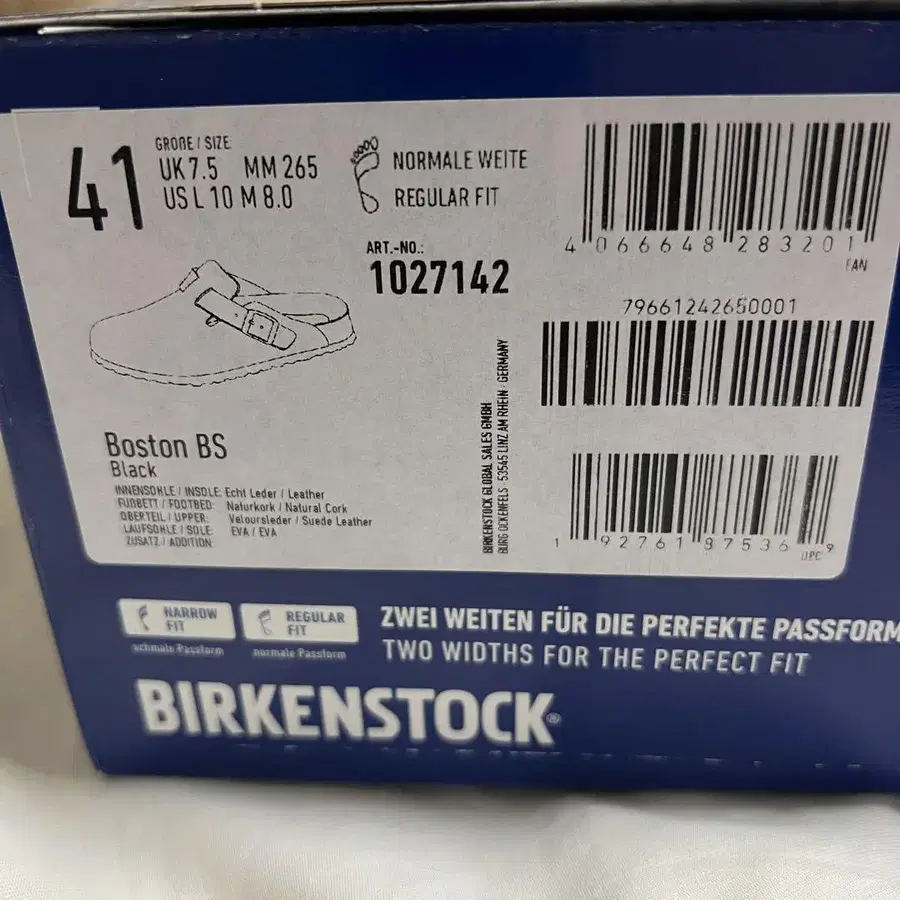 41
GRÖßE / SIZE
UK 7.5 MM 265
US L 10 M 8.0
NORMALE WEITE
REGULAR FIT
ART.-NO.:
1027142
4 066648 283201
EAN
79661242650001
Boston BS
Black
INNENSOHLE / INSOLE: Echt Leder / Leather
FUßBETT / FOOTBED: Naturkork / Natural Cork
OBERTEIL / UPPER: Veloursleder / Suede Leather
LAUFSOHLE / SOLE: EVA / EVA
ZUSATZ / ADDITION:
BIRKENSTOCK GLOBAL SALES GMBH
BURG OCKENFELS · 53545 LINZ AM RHEIN / GERMANY
1 92761 87536 9
UPC
NARROW
FIT
schmale Passform
REGULAR
FIT
normale Passform
ZWEI WEITEN FÜR DIE PERFEKTE PASSFORM
TWO WIDTHS FOR THE PERFECT FIT
BIRKENSTOCK®